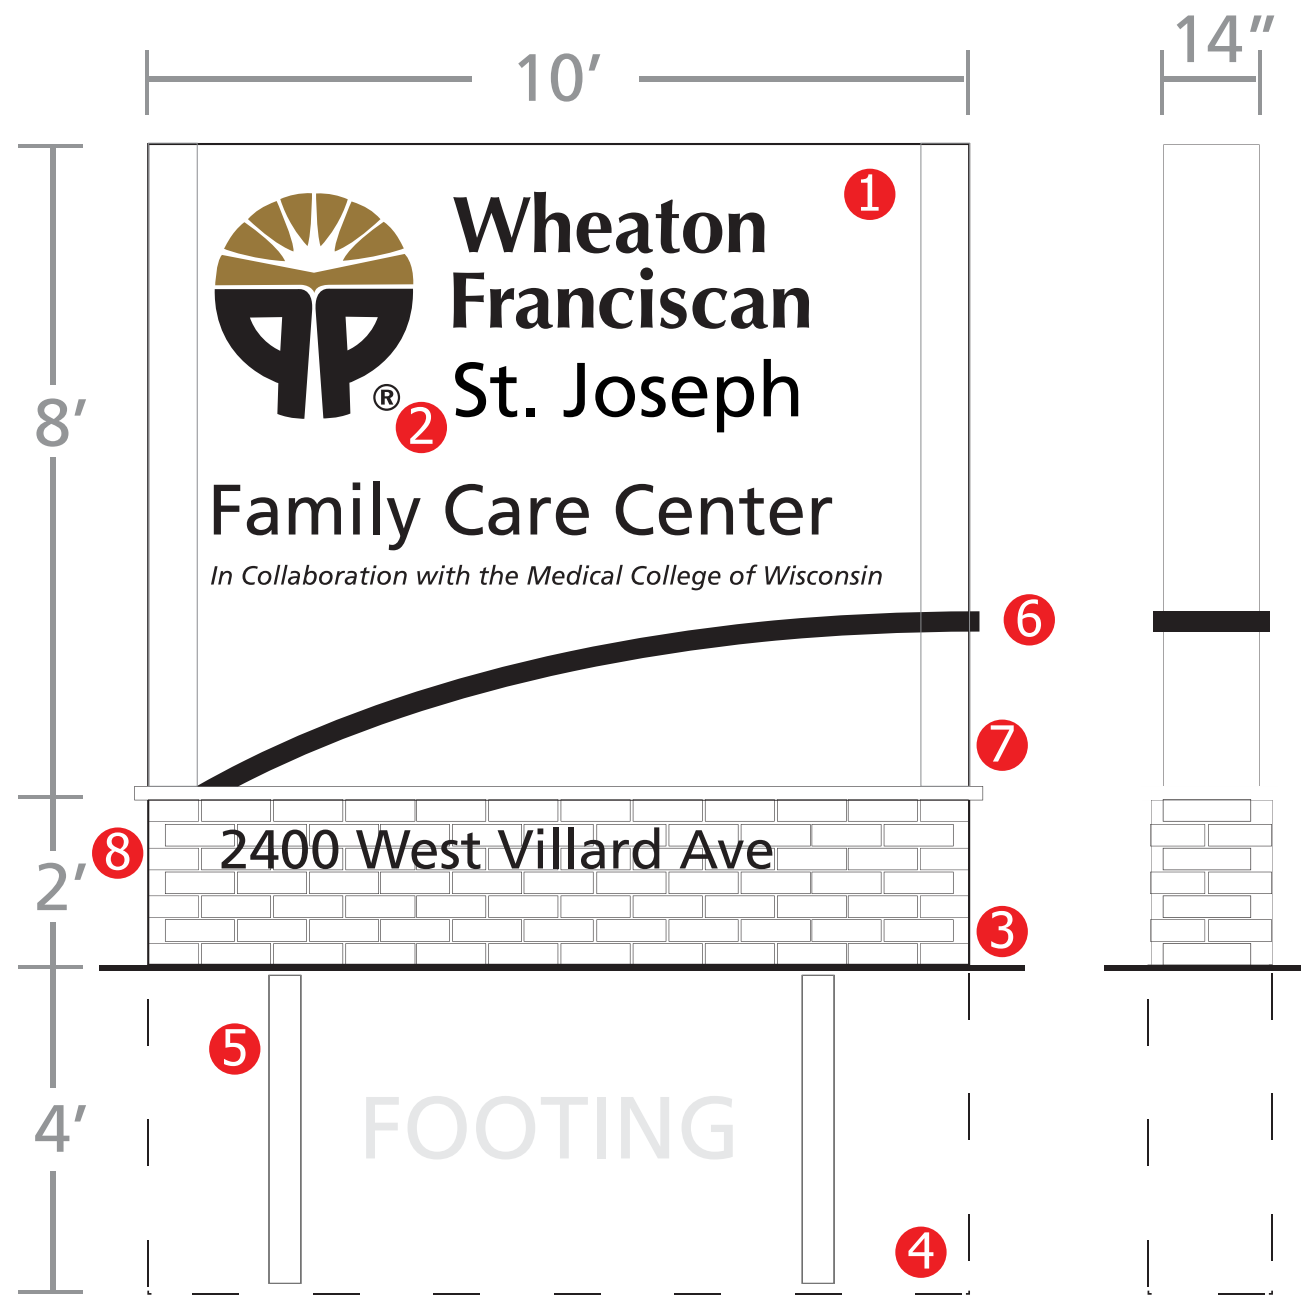 10’
14”
1
Wheaton
Franciscan
®
St. Joseph
2
8’
Family Care Center
In Collaboration with the Medical College of Wisconsin
6
7
2400 West Villard Ave
8
2’
3
5
4’
FOOTING
4